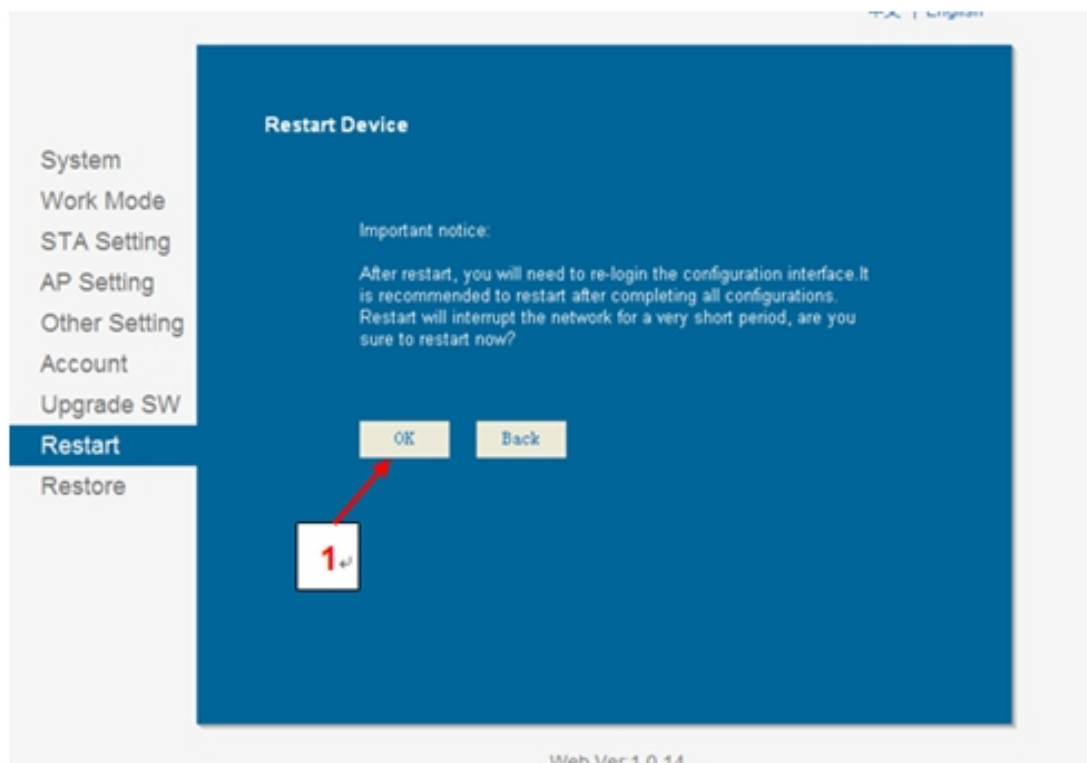 中文 | English
Restart Device
System
Work Mode
STA Setting
AP Setting
Other Setting
Account
Upgrade SW
Restart
Restore
Important notice:
After restart, you will need to re-login the configuration interface.It
is recommended to restart after completing all configurations.
Restart will interrupt the network for a very short period, are you
sure to restart now?
OK Back
1↵
Web Ver:1.0.14